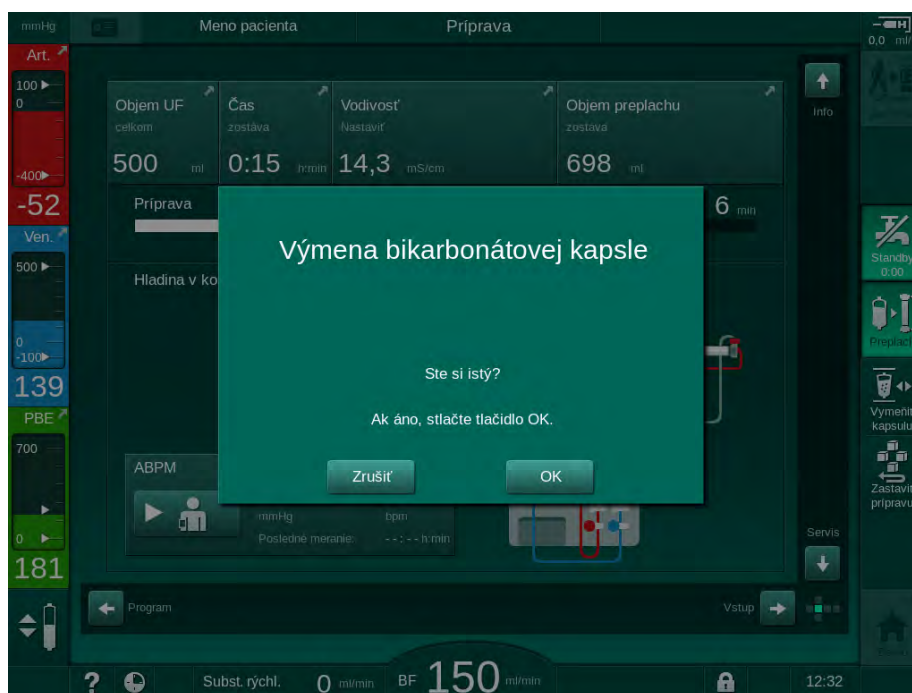 mmHg
Meno pacienta
Príprava
0,0 ml/
Art.
100
0
-400
-52
Ven.
500
0
-100
139
PBE
700
0
181
Objem UF
celkom
500 ml
Čas
zostáva
0:15 h:min
Vodivosť
Nastaviť
14,3 mS/cm
Objem preplachu
zostava
698 ml
Info
Príprava
6 min
Hladina v ko
Výmena bikarbonátovej kapsle
Ste si istý?
Ak áno, stlačte tlačidlo OK.
Zrušiť
OK
ABPM
mmHg
bpm
Posledné meranie: --:-- h:min
Standby
0:00
Preplach
Vymeniť
kapsulu
Zastaviť
prípravu
Servis
Program
Vstup
?
Subst. rýchl. 0 ml/min
BF 150 ml/min
12:32